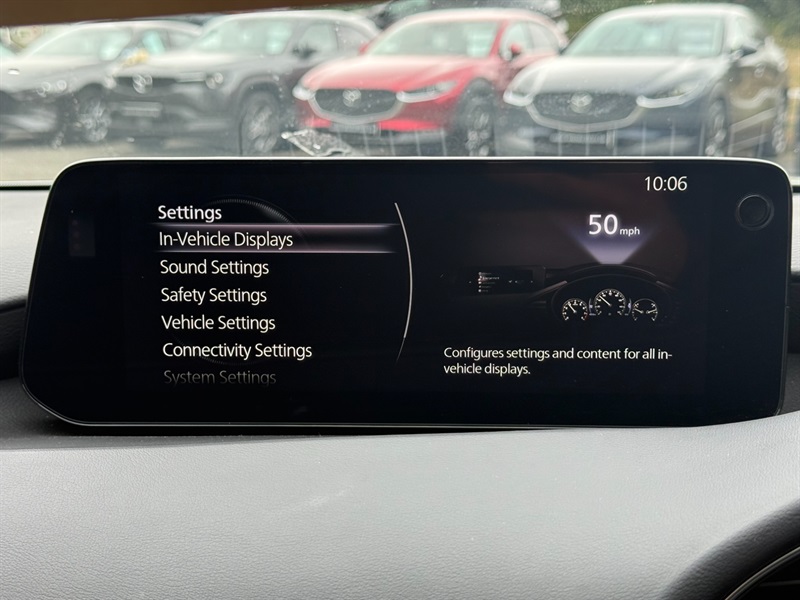 10:06
Settings
In-Vehicle Displays
Sound Settings
Safety Settings
Vehicle Settings
Connectivity Settings
System Settings
50 mph
Configures settings and content for all in-
vehicle displays.